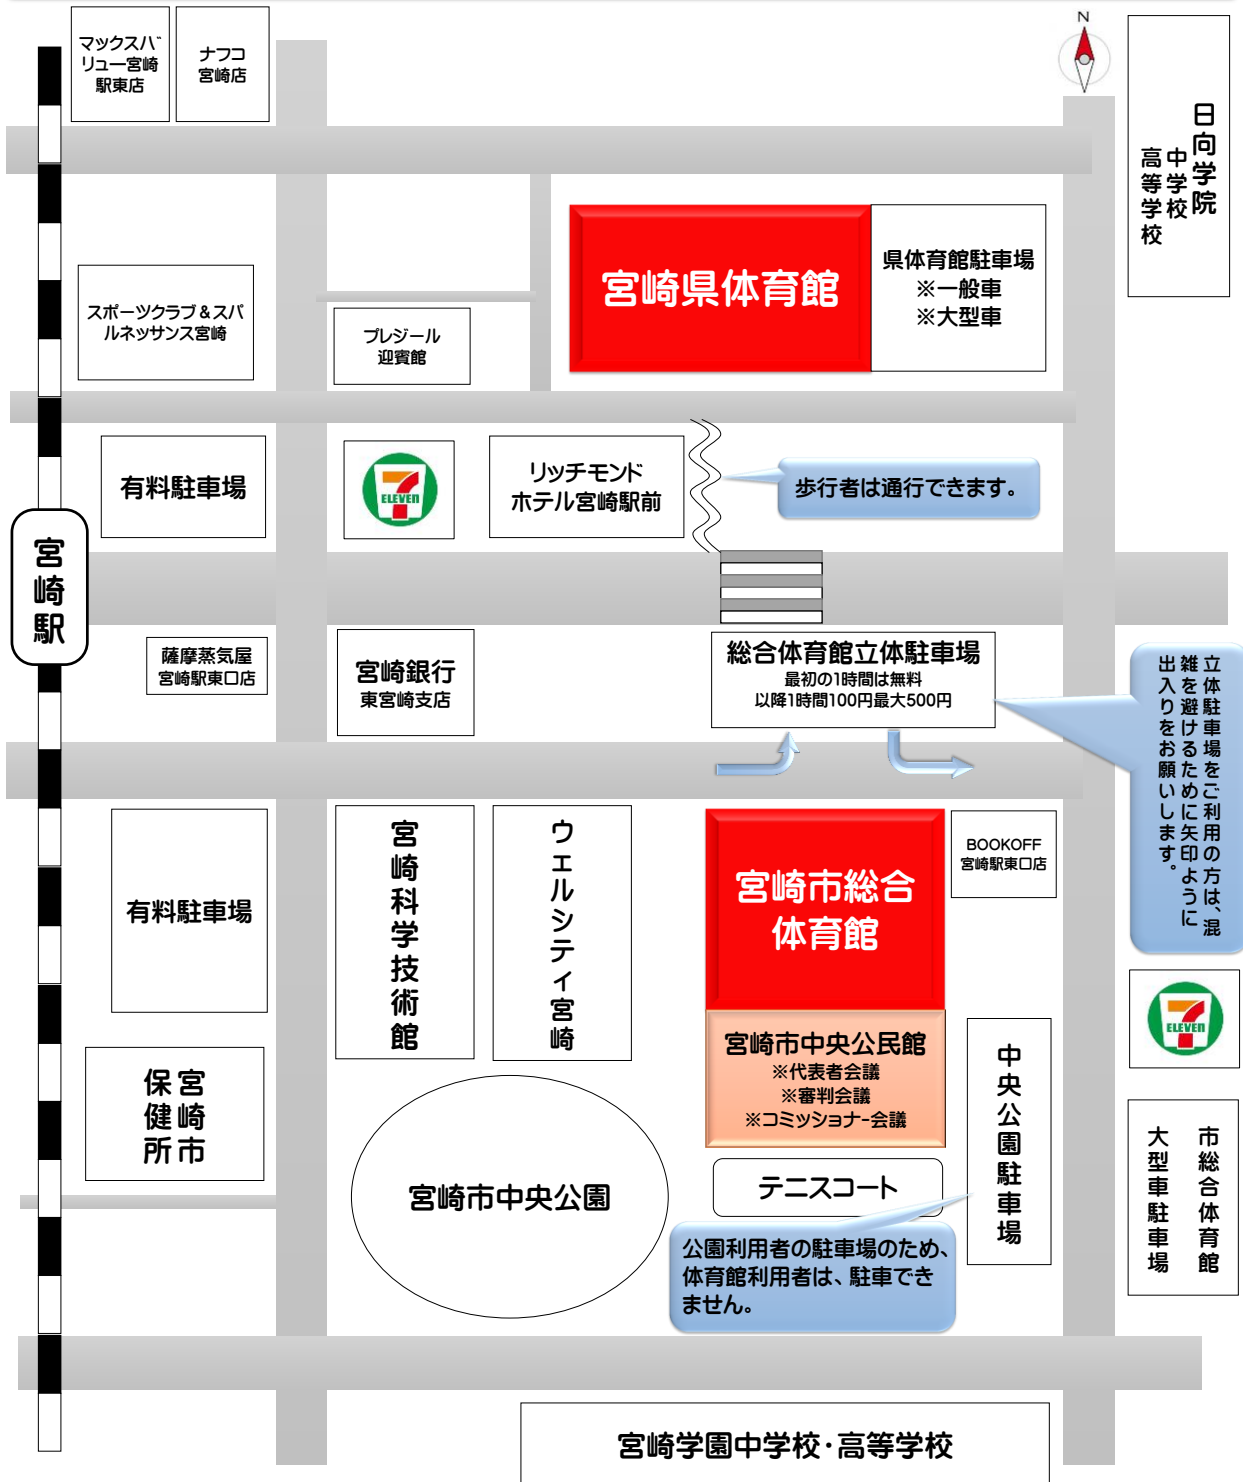 マックスバ
リュー宮崎
駅東店
ナフコ
宮崎店
N
日向学院
中学校
高等学校
宮崎県体育館
県体育館駐車場
※一般車
※大型車
スポーツクラブ&スパ
ルネッサンス宮崎
プレジール
迎賓館
有料駐車場
7
ELEVEN
リッチモンド
ホテル宮崎駅前
歩行者は通行できます。
宮崎駅
薩摩蒸気屋
宮崎駅東口店
宮崎銀行
東宮崎支店
総合体育館立体駐車場
最初の1時間は無料
以降1時間100円最大500円
立体駐車場をご利用の方は、混
雑を避けるために矢印ように
出入りをお願いします。
有料駐車場
宮崎科学技術館
ウェルシティ宮崎
宮崎市総合
体育館
BOOKOFF
宮崎駅東口店
7
ELEVEN
宮崎市中央公民館
※代表者会議
※審判会議
※コミッショナー会議
中央公園駐車場
宮崎市
保健所
宮崎市中央公園
テニスコート
市総合体育館
大型車駐車場
公園利用者の駐車場のため、
体育館利用者は、駐車でき
ません。
宮崎学園中学校・高等学校